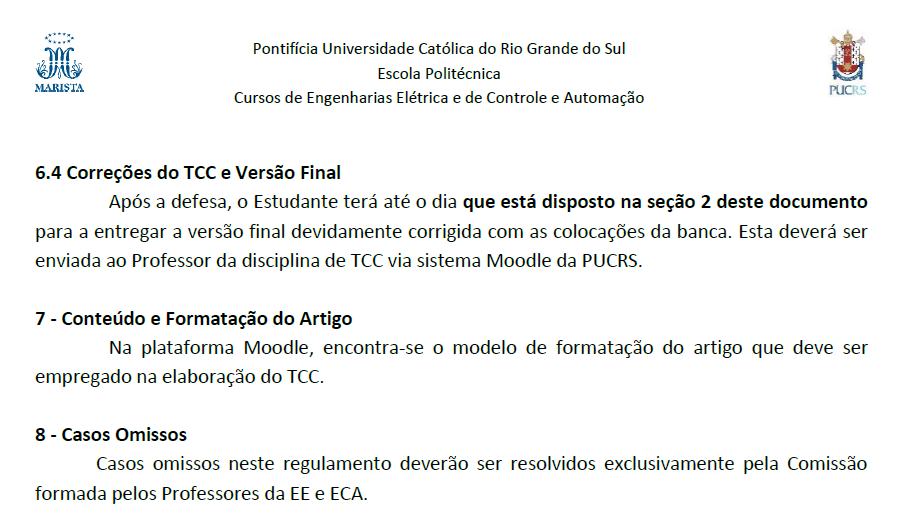 MARISTA
Pontifícia Universidade Católica do Rio Grande do Sul
Escola Politécnica
Cursos de Engenharias Elétrica e de Controle e Automação
PUCRS
6.4 Correções do TCC e Versão Final
Após a defesa, o Estudante terá até o dia que está disposto na seção 2 deste documento
para a entregar a versão final devidamente corrigida com as colocações da banca. Esta deverá ser
enviada ao Professor da disciplina de TCC via sistema Moodle da PUCRS.
7 - Conteúdo e Formatação do Artigo
Na plataforma Moodle, encontra-se o modelo de formatação do artigo que deve ser
empregado na elaboração do TCC.
8 - Casos Omissos
Casos omissos neste regulamento deverão ser resolvidos exclusivamente pela Comissão
formada pelos Professores da EE e ECA.